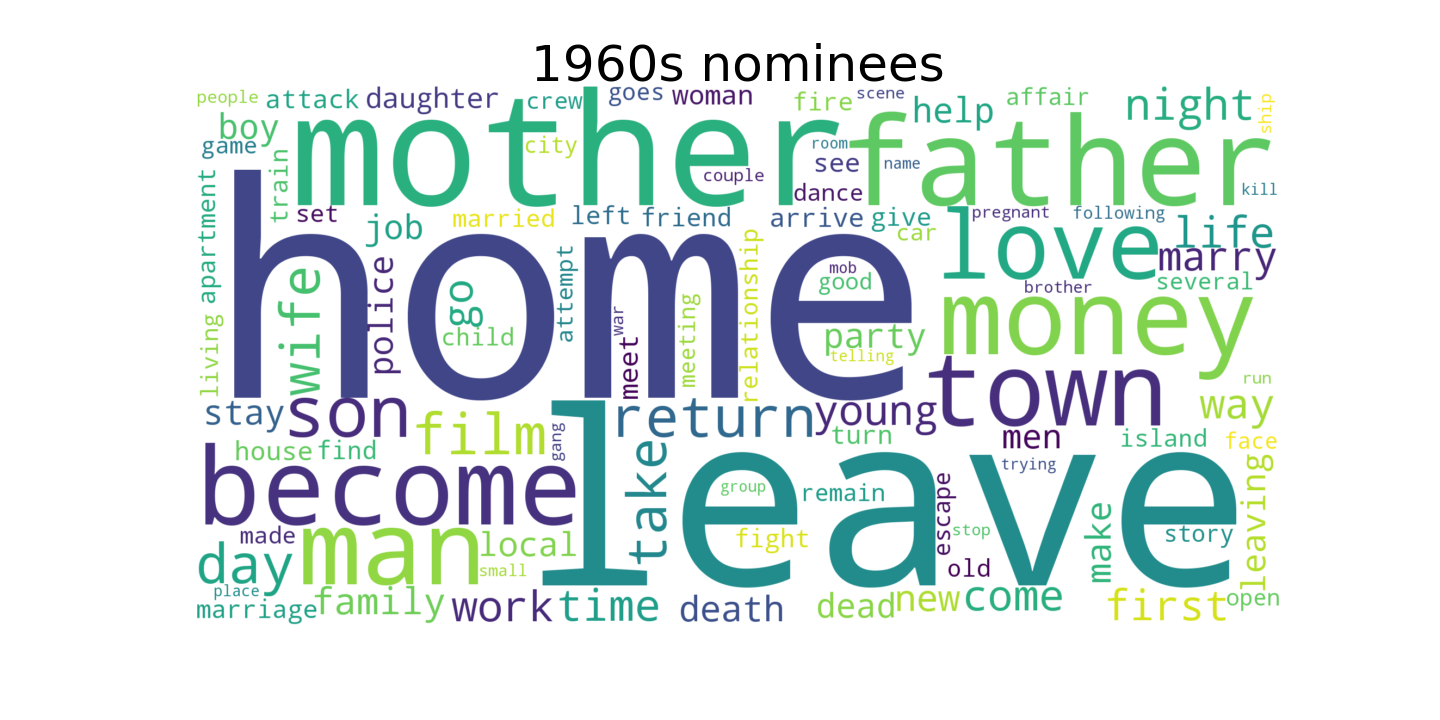 1960s nominees
people attack daughter crew goes woman fire scene help affair night ship
boy mother father
game train city room see name
couple dance kill
apartment set job married left friend arrive give car pregnant following
home love life
wife police go attempt relationship mob good brother marry several
living child meet war meeting party telling money
stay son film return young town run way
house find gang turn men island face
become take leave trying
group remain escape stop make story leaving
made man local fight
day small old
place
marriage family work time death dead new come first open